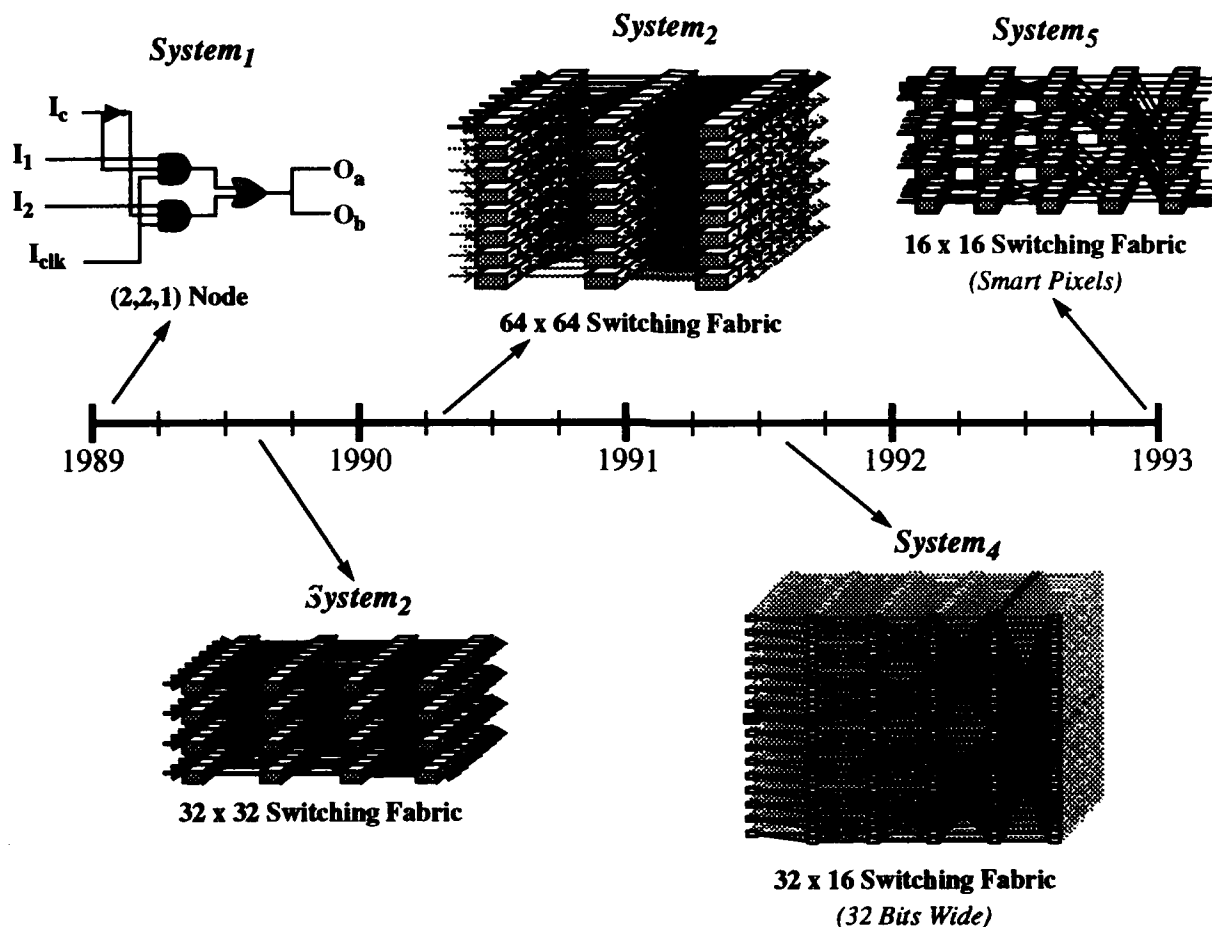 System1
Ic
I1
I2
Iclk
Oa
Ob
(2,2,1) Node
System2
64 x 64 Switching Fabric
System5
16 x 16 Switching Fabric
(Smart Pixels)
1989
1990
1991
1992
1993
System2
32 x 32 Switching Fabric
System4
32 x 16 Switching Fabric
(32 Bits Wide)